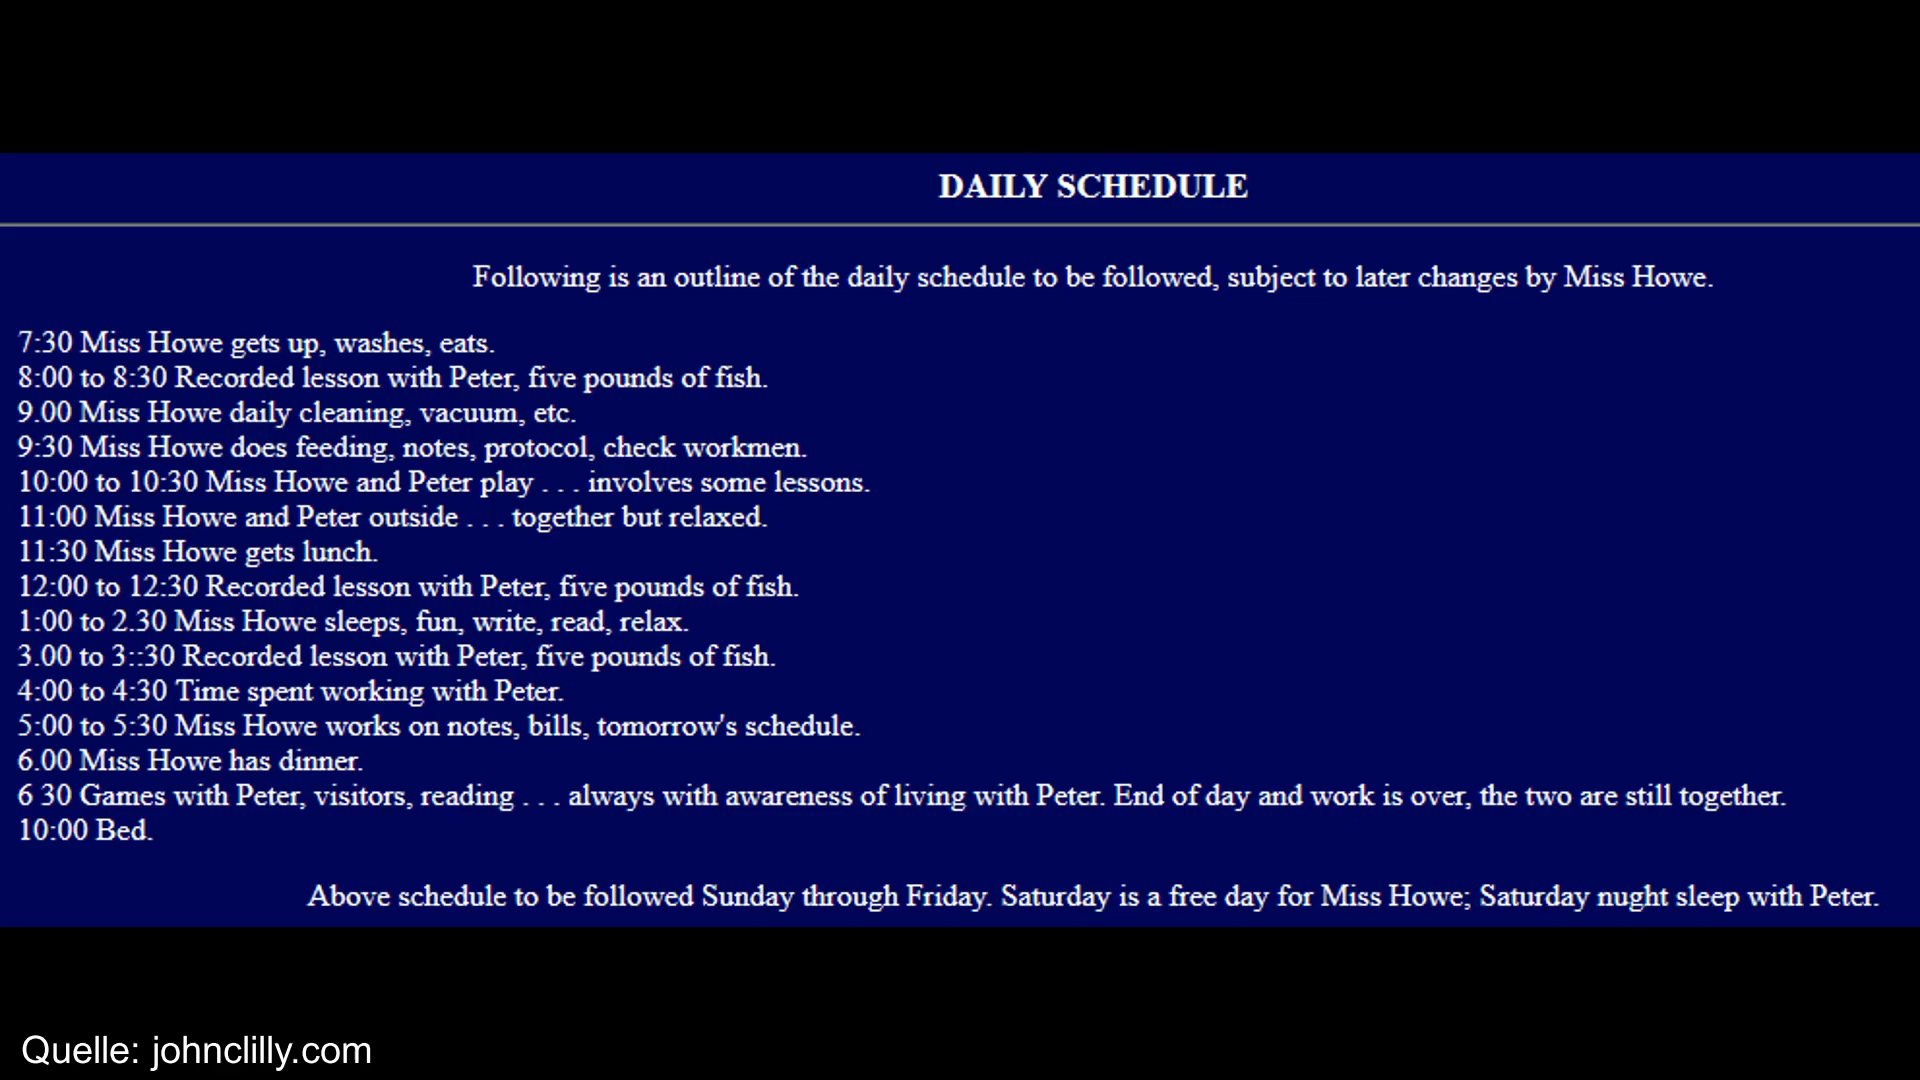 DAILY SCHEDULE
Following is an outline of the daily schedule to be followed, subject to later changes by Miss Howe.
7:30 Miss Howe gets up, washes, eats.
8:00 to 8:30 Recorded lesson with Peter, five pounds of fish.
9.00 Miss Howe daily cleaning, vacuum, etc.
9:30 Miss Howe does feeding, notes, protocol, check workmen.
10:00 to 10:30 Miss Howe and Peter play . . . involves some lessons.
11:00 Miss Howe and Peter outside . . . together but relaxed.
11:30 Miss Howe gets lunch.
12:00 to 12:30 Recorded lesson with Peter, five pounds of fish.
1:00 to 2.30 Miss Howe sleeps, fun, write, read, relax.
3.00 to 3::30 Recorded lesson with Peter, five pounds of fish.
4:00 to 4:30 Time spent working with Peter.
5:00 to 5:30 Miss Howe works on notes, bills, tomorrow's schedule.
6.00 Miss Howe has dinner.
6 30 Games with Peter, visitors, reading . . . always with awareness of living with Peter. End of day and work is over, the two are still together.
10:00 Bed.
Above schedule to be followed Sunday through Friday. Saturday is a free day for Miss Howe; Saturday nught sleep with Peter.
Quelle: johnclilly.com